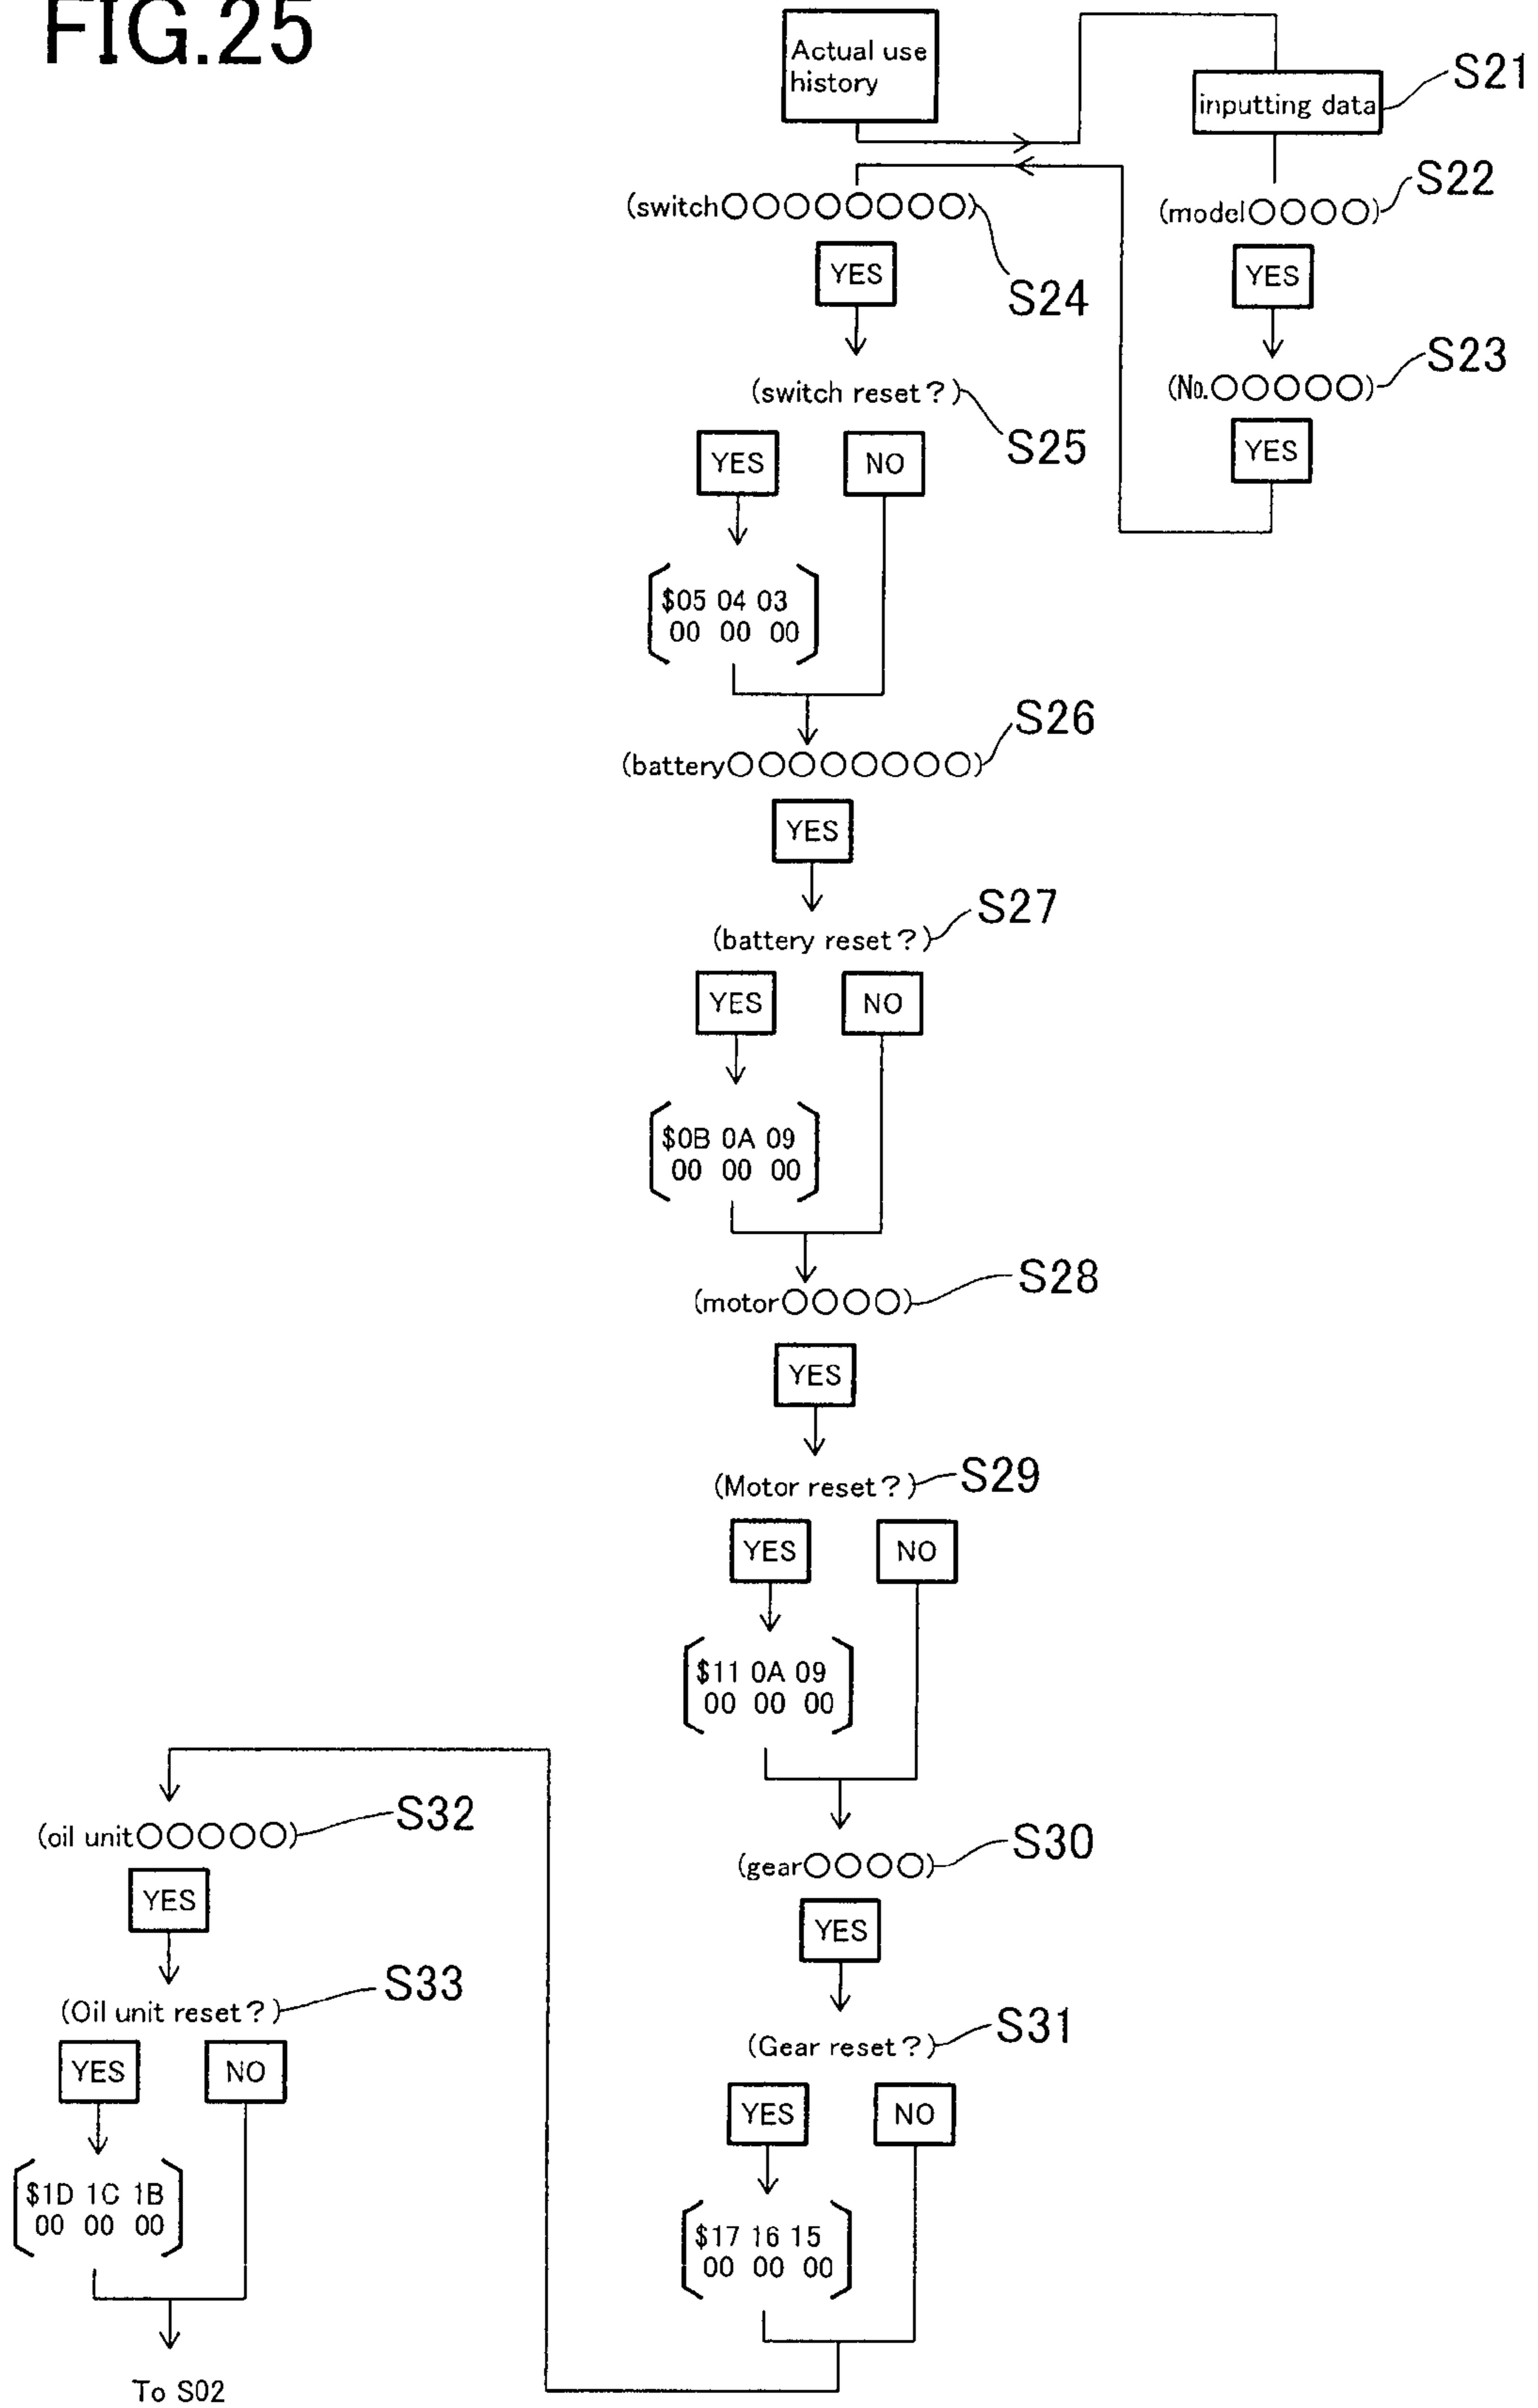 FIG.25
Actual use
history
inputting data
S21
(model○○○○)
S22
YES
(No.○○○○○)
S23
YES
(switch○○○○○○○○)
S24
YES
(switch reset?)
S25
YES
NO
$05 04 03
00 00 00
(battery○○○○○○○○)
S26
YES
(battery reset?)
S27
YES
NO
$0B 0A 09
00 00 00
(motor○○○○)
S28
YES
(Motor reset?)
S29
YES
NO
$11 0A 09
00 00 00
(gear○○○○)
S30
YES
(Gear reset?)
S31
YES
NO
$17 16 15
00 00 00
(oil unit○○○○○)
S32
YES
(Oil unit reset?)
S33
YES
NO
$1D 1C 1B
00 00 00
To S02